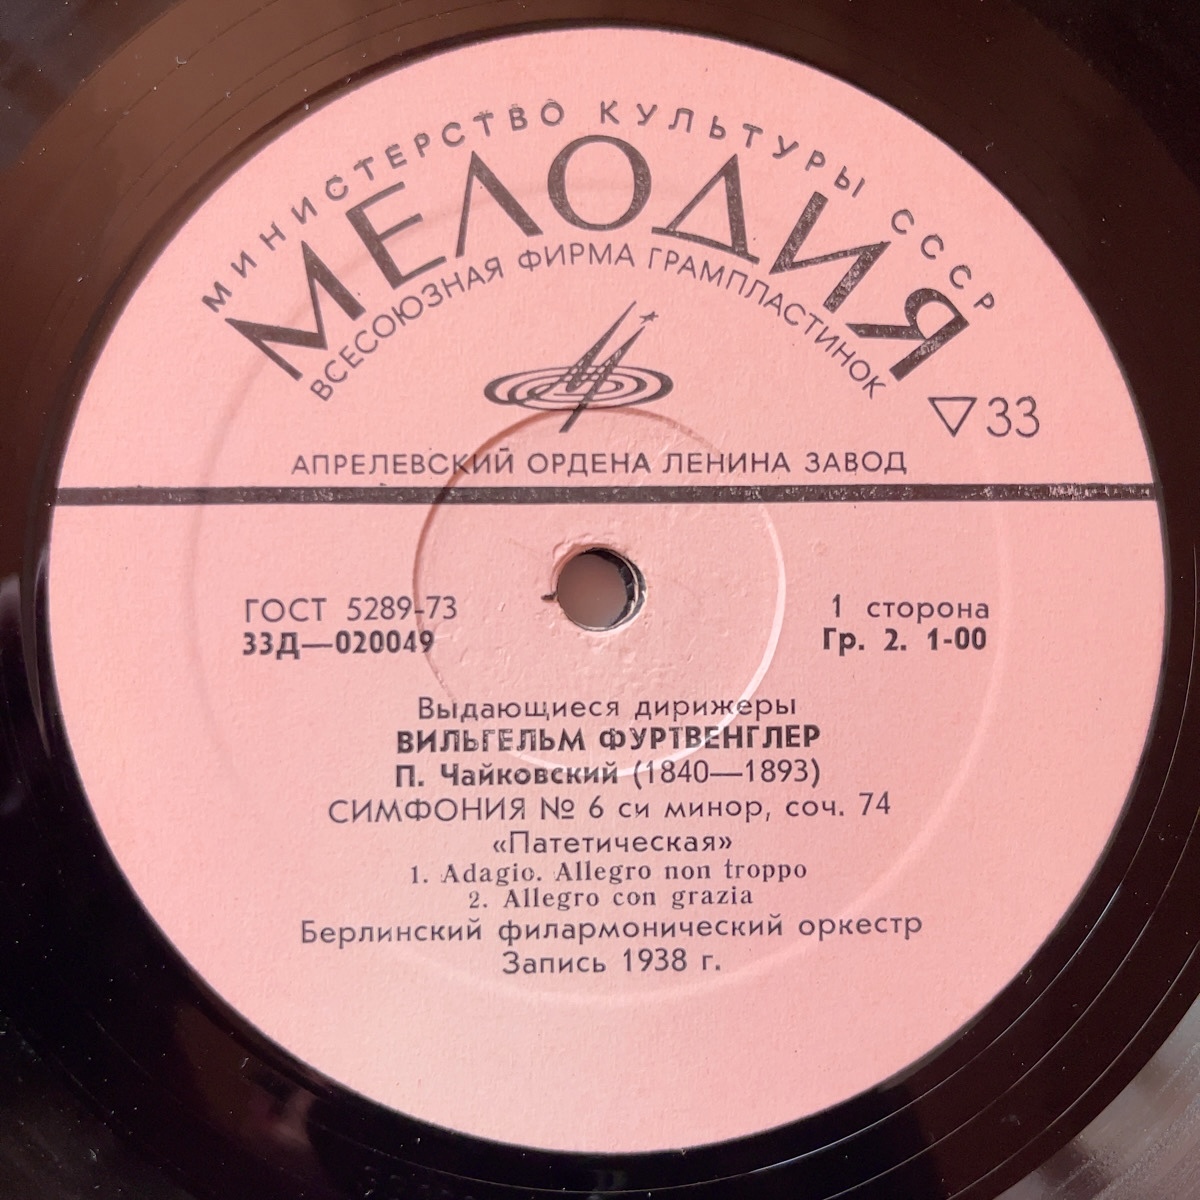 МИНИСТЕРСТВО КУЛЬТУРЫ СССР
МЕЛОДИЯ
ВСЕСОЮЗНАЯ ФИРМА ГРАМПЛАСТИНОК
▽33
АПРЕЛЕВСКИЙ ОРДЕНА ЛЕНИНА ЗАВОД
ГОСТ 5289-73
33Д—020049
1 сторона
Гр. 2. 1-00
Выдающиеся дирижеры
ВИЛЬГЕЛЬМ ФУРТВЕНГЛЕР
П. Чайковский (1840—1893)
СИМФОНИЯ № 6 си минор, соч. 74
«Патетическая»
1. Adagio. Allegro non troppo
2. Allegro con grazia
Берлинский филармонический оркестр
Запись 1938 г.